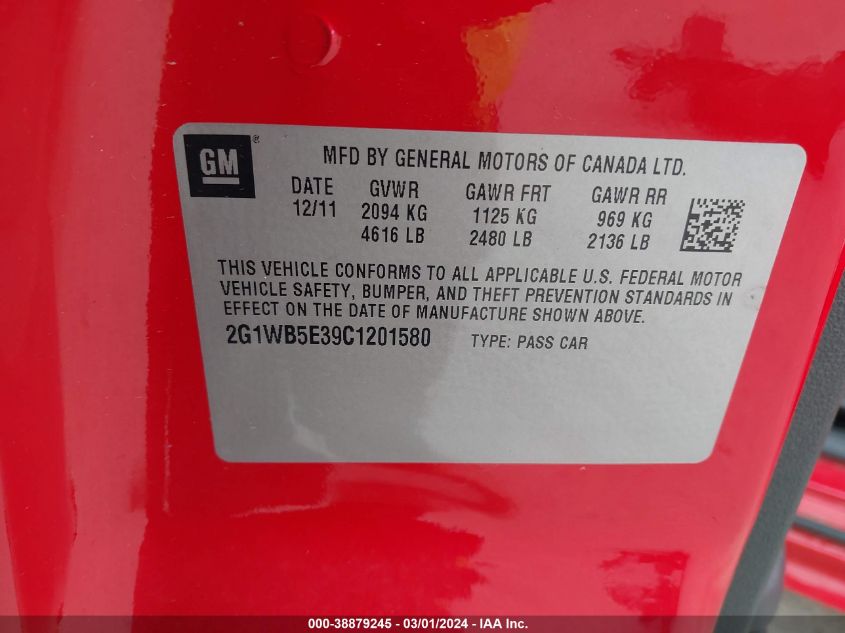 GM
®
MFD BY GENERAL MOTORS OF CANADA LTD.
DATE GVWR GAWR FRT GAWR RR
12/11 2094 KG 1125 KG 969 KG
4616 LB 2480 LB 2136 LB
THIS VEHICLE CONFORMS TO ALL APPLICABLE U.S. FEDERAL MOTOR
VEHICLE SAFETY, BUMPER, AND THEFT PREVENTION STANDARDS IN
EFFECT ON THE DATE OF MANUFACTURE SHOWN ABOVE.
2G1WB5E39C1201580 TYPE: PASS CAR
000-38879245 - 03/01/2024 - IAA Inc.